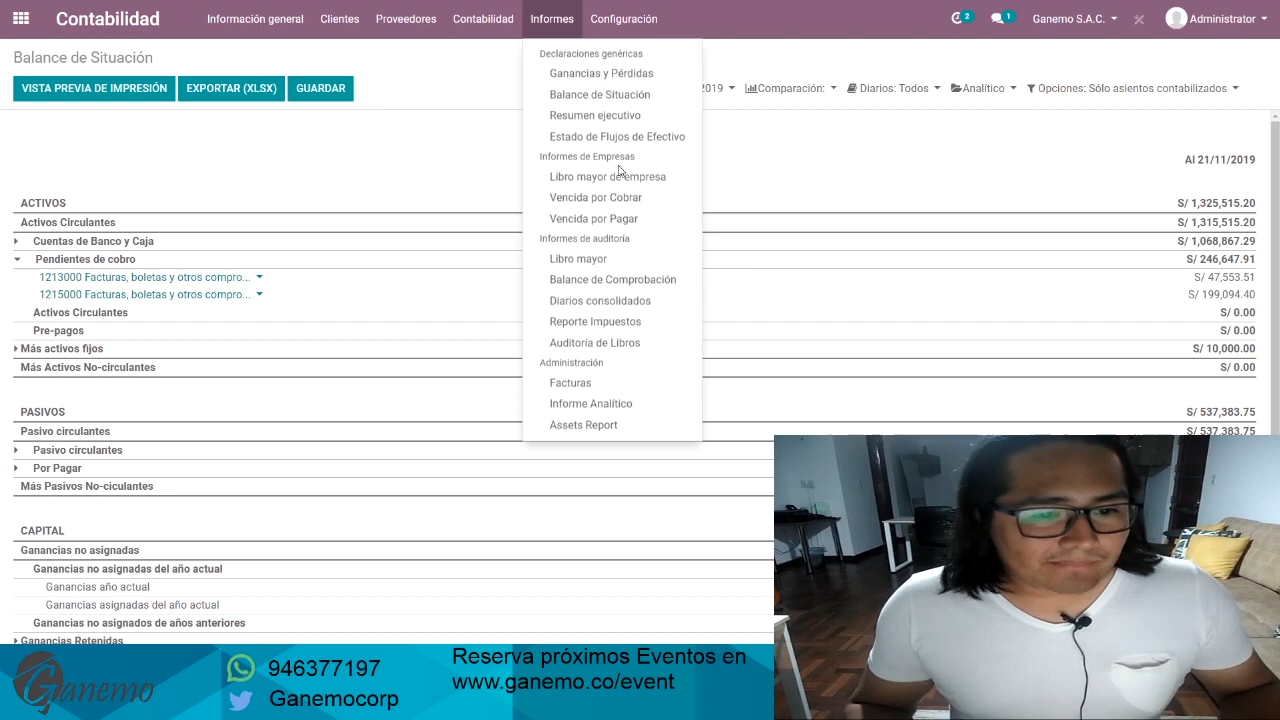 Contabilidad
Información general Clientes Proveedores Contabilidad Informes Configuración
2 1 Ganemo S.A.C. Administrator
Balance de Situación
VISTA PREVIA DE IMPRESIÓN EXPORTAR (XLSX) GUARDAR
2019 Comparación: Diarios: Todos Analítico Opciones: Sólo asientos contabilizados
Declaraciones genéricas
Ganancias y Pérdidas
Balance de Situación
Resumen ejecutivo
Estado de Flujos de Efectivo
Informes de Empresas
Libro mayor de empresa
Vencida por Cobrar
Vencida por Pagar
Informes de auditoría
Libro mayor
Balance de Comprobación
Diarios consolidados
Reporte Impuestos
Auditoría de Libros
Administración
Facturas
Informe Analítico
Assets Report
Al 21/11/2019
ACTIVOS S/ 1,325,515.20
Activos Circulantes S/ 1,315,515.20
Cuentas de Banco y Caja S/ 1,068,867.29
Pendientes de cobro S/ 246,647.91
1213000 Facturas, boletas y otros compro... S/ 47,553.51
1215000 Facturas, boletas y otros compro... S/ 199,094.40
Activos Circulantes S/ 0.00
Pre-pagos S/ 0.00
Más activos fijos S/ 10,000.00
Más Activos No-circulantes S/ 0.00
PASIVOS S/ 537,383.75
Pasivo circulantes S/ 537,383.75
Pasivo circulantes
Por Pagar
Más Pasivos No-ciculantes
CAPITAL
Ganancias no asignadas
Ganancias no asignadas del año actual
Ganancias año actual
Ganancias asignadas del año actual
Ganancias no asignados de años anteriores
Ganancias Retenidas
Ganemo
946377197
Ganemocorp
Reserva próximos Eventos en
www.ganemo.co/event